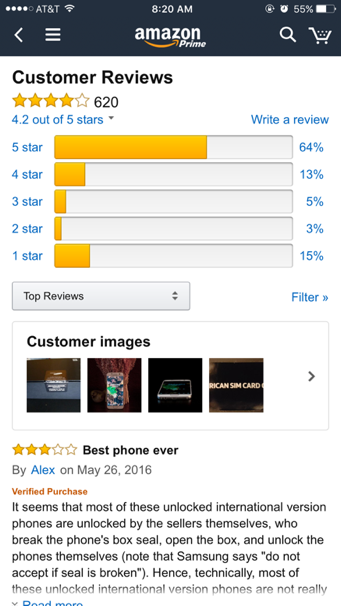 AT&T 8:20 AM 55%
amazon
Prime
Customer Reviews
620
4.2 out of 5 stars Write a review
5 star 64%
4 star 13%
3 star 5%
2 star 3%
1 star 15%
Top Reviews Filter »
Customer images
RICAN SIM CARD
Best phone ever
By Alex on May 26, 2016
Verified Purchase
It seems that most of these unlocked international version
phones are unlocked by the sellers themselves, who
break the phone's box seal, open the box, and unlock the
phones themselves (note that Samsung says "do not
accept if seal is broken"). Hence, technically, most of
these unlocked international version phones are not really
Read more